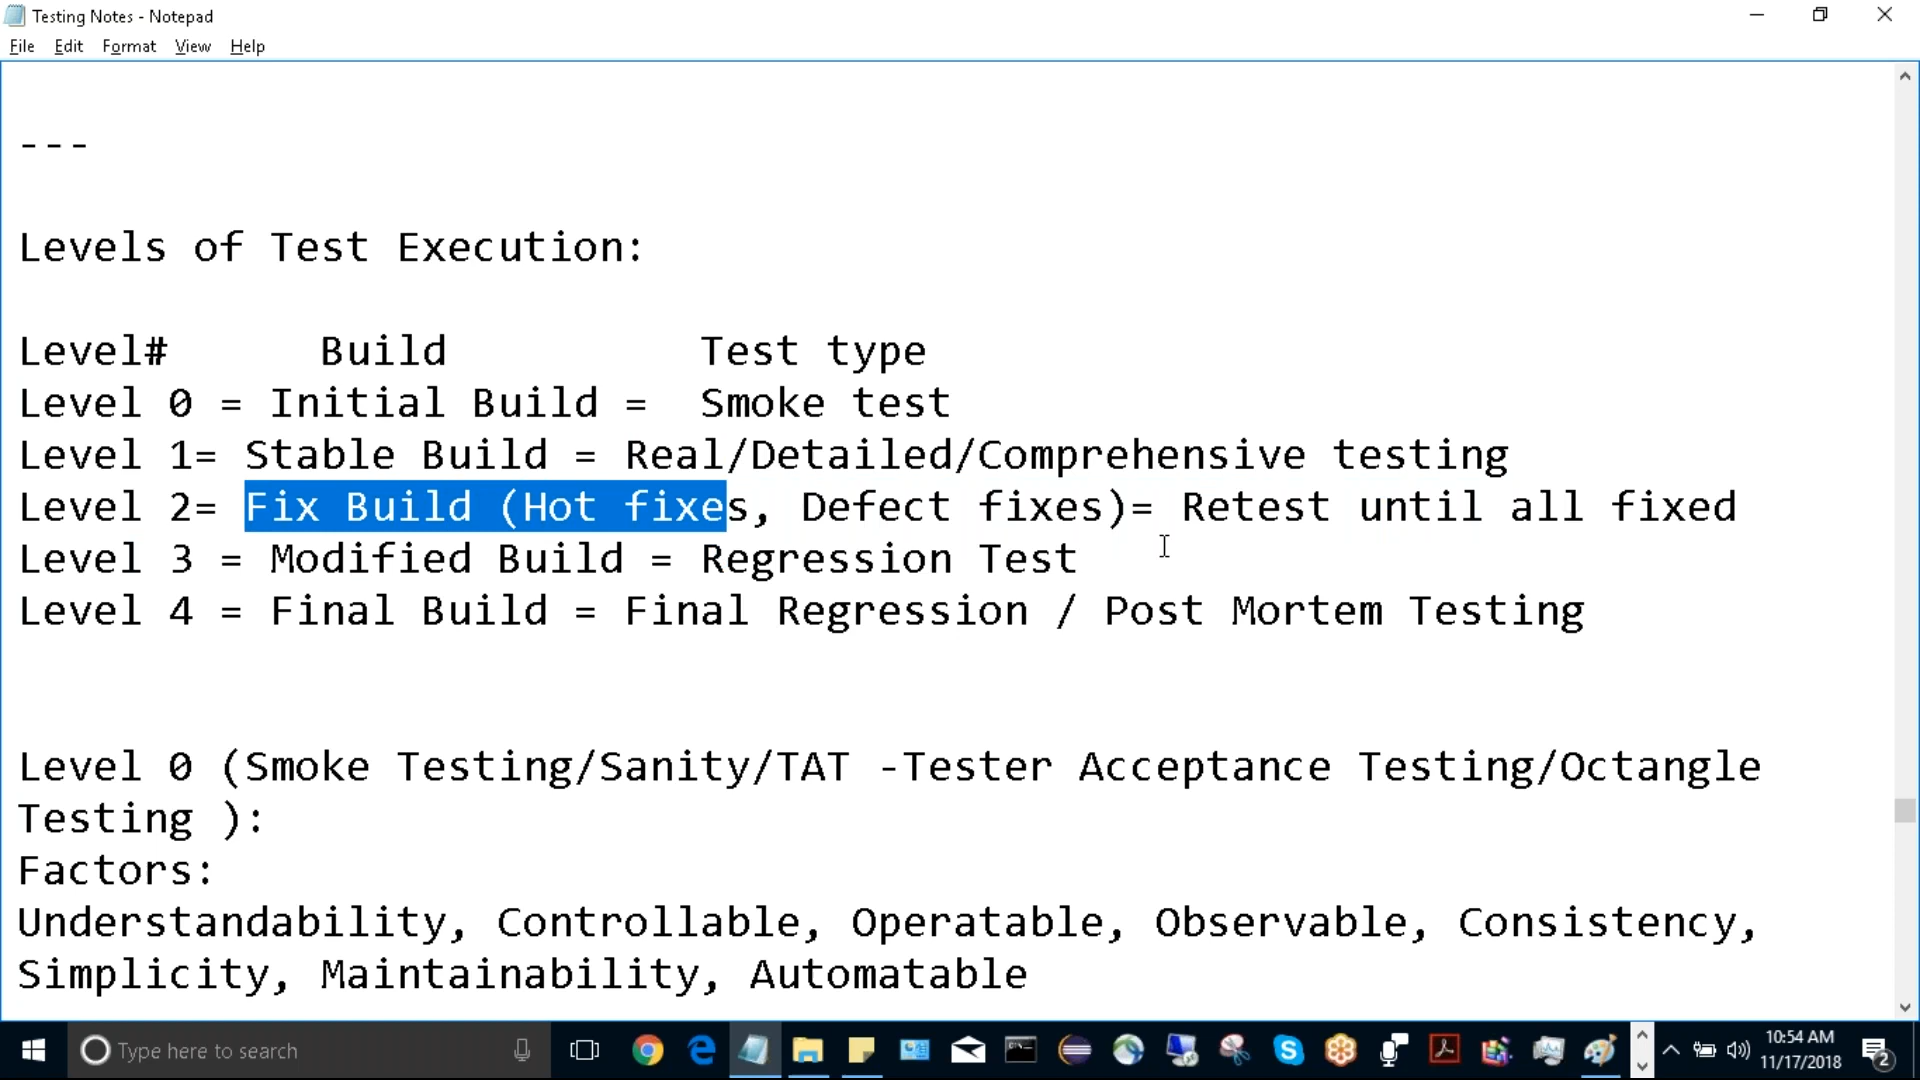 Testing Notes - Notepad
File Edit Format View Help
---
Levels of Test Execution:
Level# Build Test type
Level 0 = Initial Build = Smoke test
Level 1= Stable Build = Real/Detailed/Comprehensive testing
Level 2= Fix Build (Hot fixes, Defect fixes)= Retest until all fixed
Level 3 = Modified Build = Regression Test
Level 4 = Final Build = Final Regression / Post Mortem Testing
Level 0 (Smoke Testing/Sanity/TAT -Tester Acceptance Testing/Octangle
Testing ):
Factors:
Understandability, Controllable, Operatable, Observable, Consistency,
Simplicity, Maintainability, Automatable
Type here to search
10:54 AM
11/17/2018
2